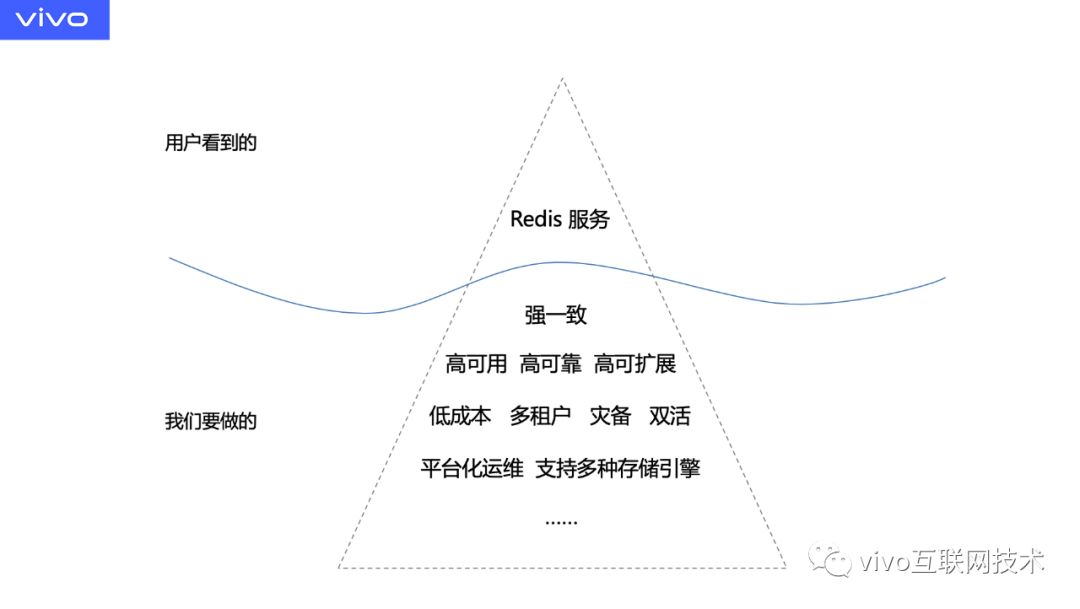 vivo
用户看到的
Redis 服务
强一致
高可用 高可靠 高可扩展
我们要做的
低成本 多租户 灾备 双活
平台化运维 支持多种存储引擎
......
vivo互联网技术